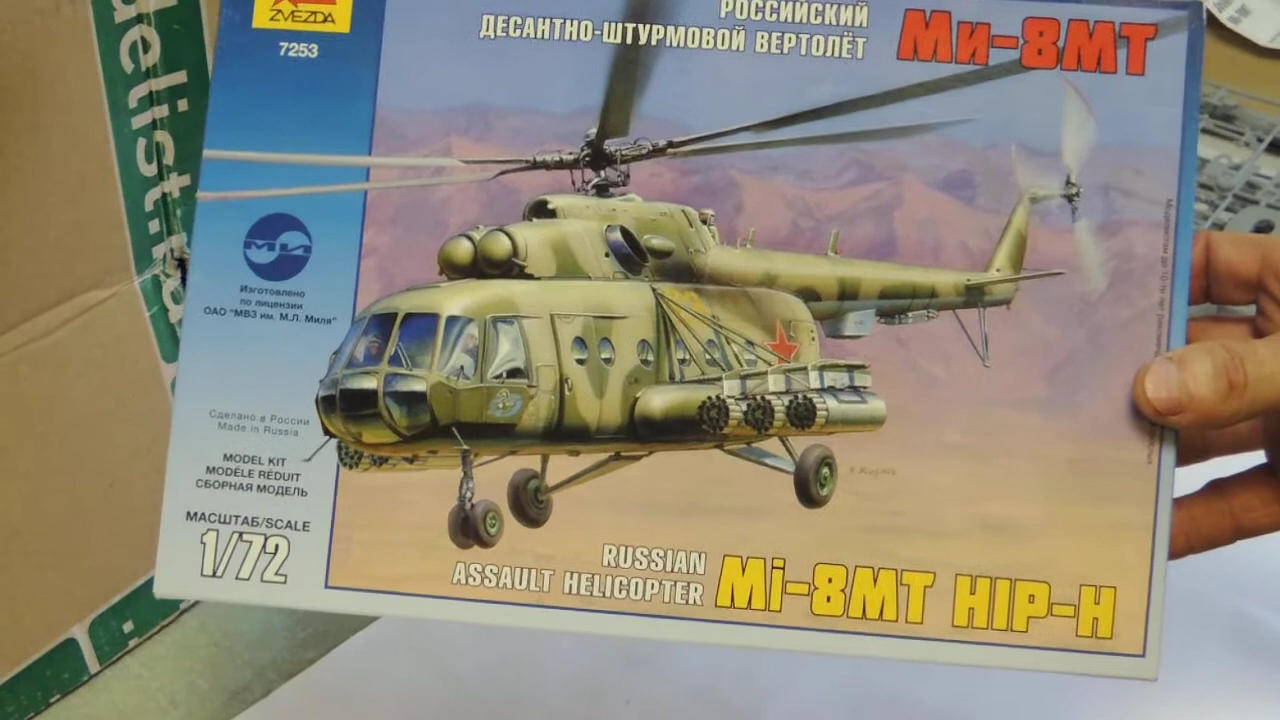 delist.
ZVEZDA
7253
РОССИЙСКИЙ
ДЕСАНТНО-ШТУРМОВОЙ ВЕРТОЛЁТ
Ми-8МТ
МИ
Изготовлено
по лицензии
ОАО "МВЗ им. М.Л. Миля"
Сделано в России
Made in Russia
MODEL KIT
MODÈLE RÉDUIT
СБОРНАЯ МОДЕЛЬ
МАСШТАБ/SCALE
1/72
RUSSIAN
ASSAULT HELICOPTER
Mi-8MT HIP-H